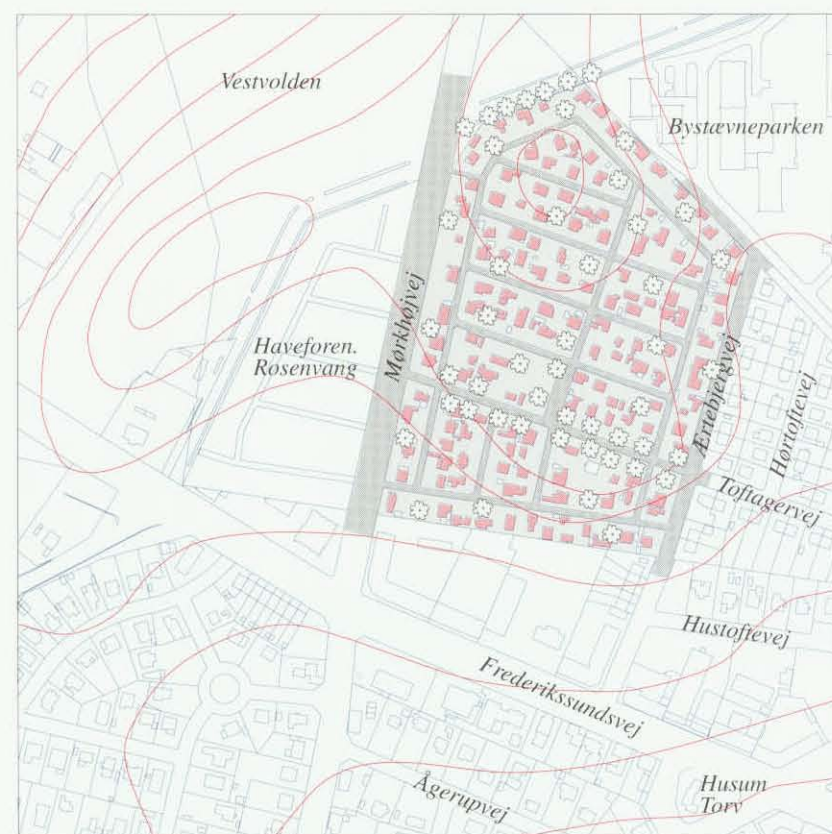 Vestvolden
Bystævneparken
Haveforen.
Rosenvang
Mørkhøjvej
Ærtebjergvej
Hørtoftevej
Toftagervej
Hustoftevej
Frederikssundsvej
Ågerupvej
Husum
Torv